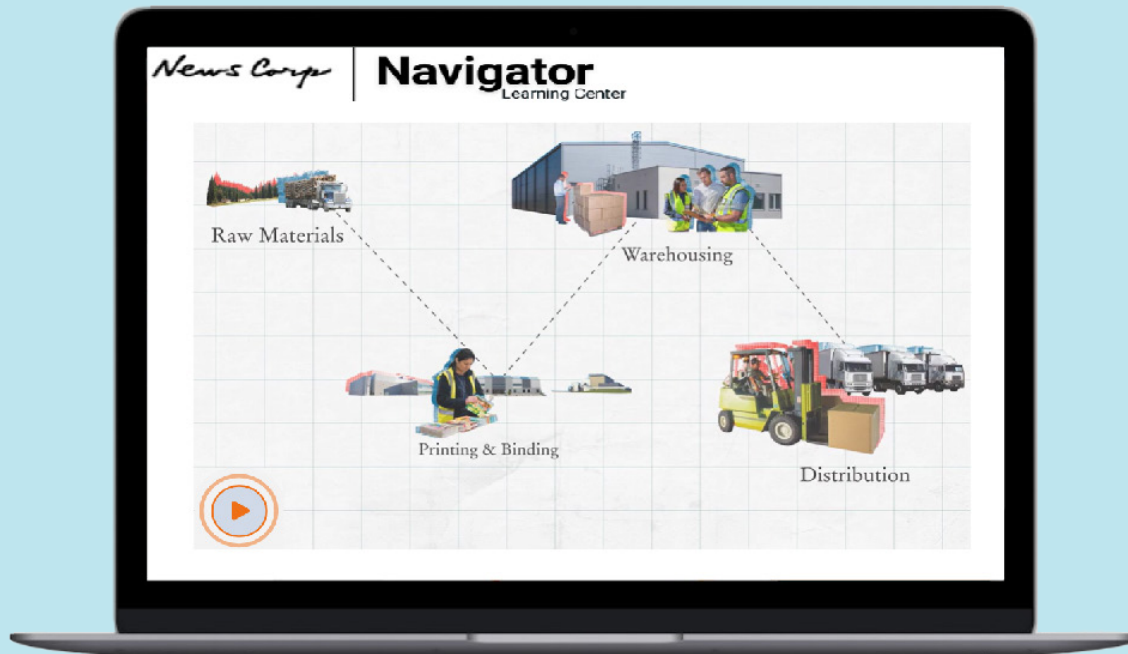 News Corp
Navigator
Learning Center
Raw Materials
Warehousing
Printing & Binding
Distribution